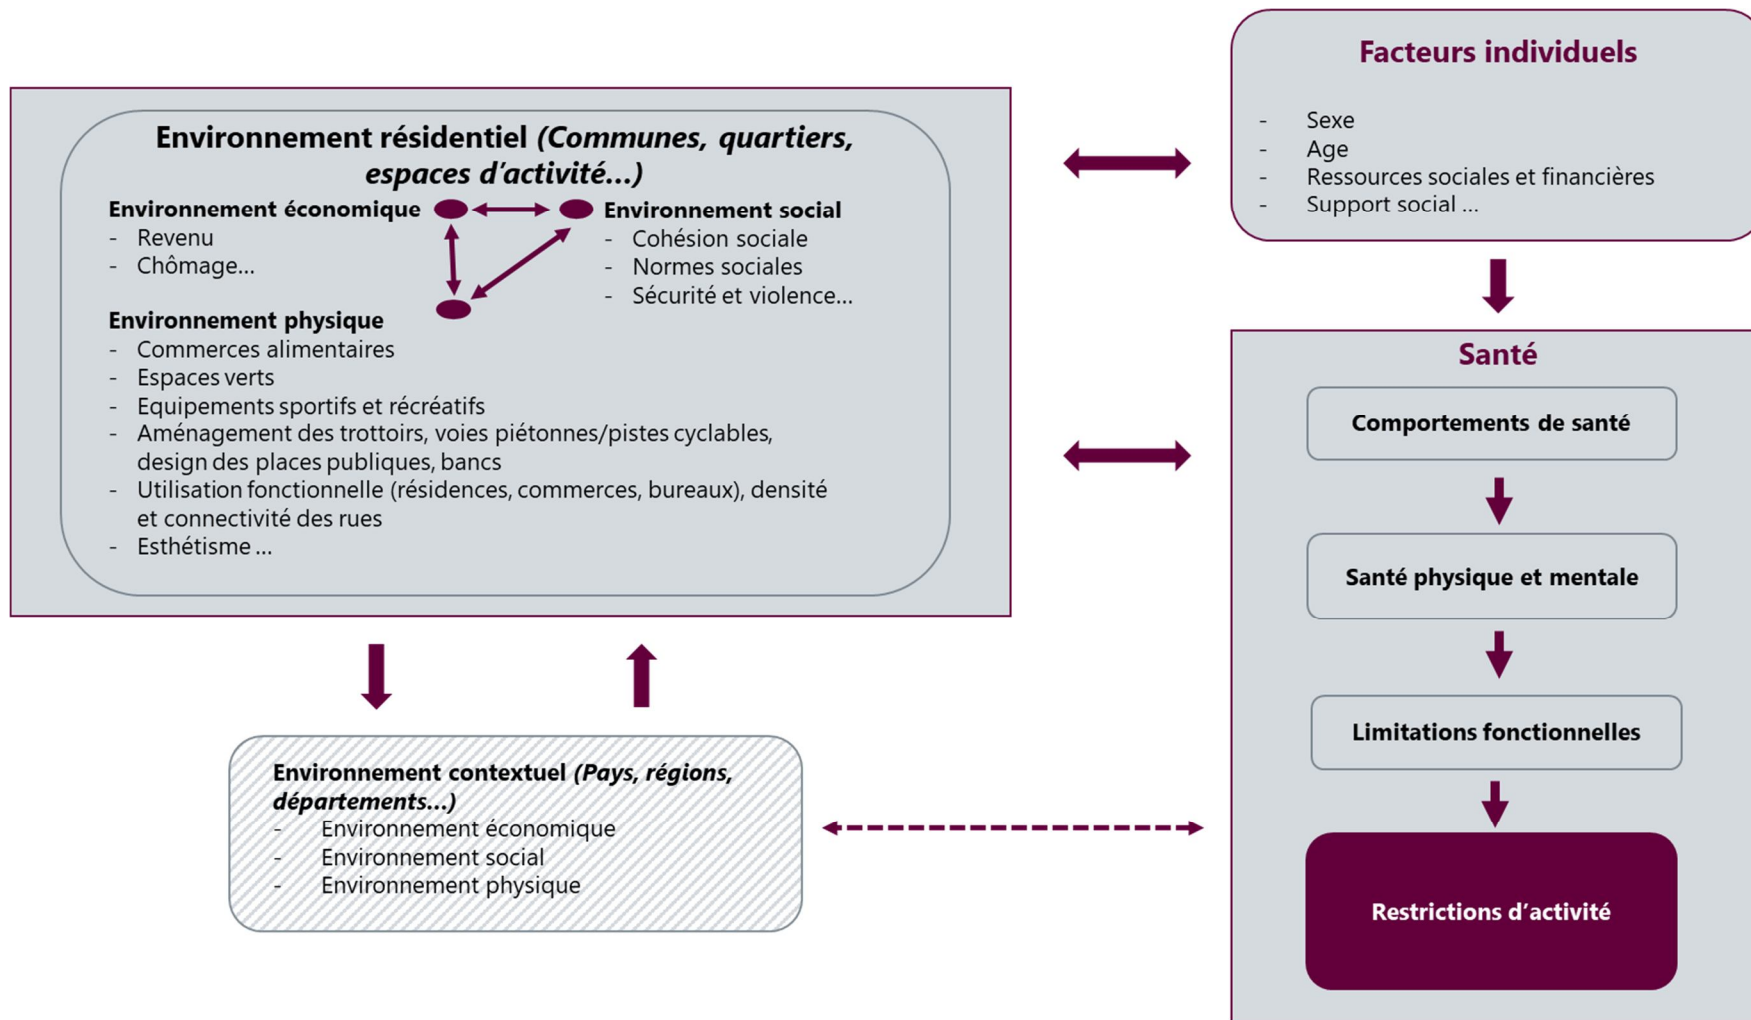 Environnement résidentiel (Communes, quartiers,
espaces d’activité…)
Environnement économique
- Revenu
- Chômage…
Environnement social
- Cohésion sociale
- Normes sociales
- Sécurité et violence…
Environnement physique
- Commerces alimentaires
- Espaces verts
- Equipements sportifs et récréatifs
- Aménagement des trottoirs, voies piétonnes/pistes cyclables,
design des places publiques, bancs
- Utilisation fonctionnelle (résidences, commerces, bureaux), densité
et connectivité des rues
- Esthétisme …
Environnement contextuel (Pays, régions,
départements…)
- Environnement économique
- Environnement social
- Environnement physique
Facteurs individuels
- Sexe
- Age
- Ressources sociales et financières
- Support social …
Santé
Comportements de santé
Santé physique et mentale
Limitations fonctionnelles
Restrictions d’activité